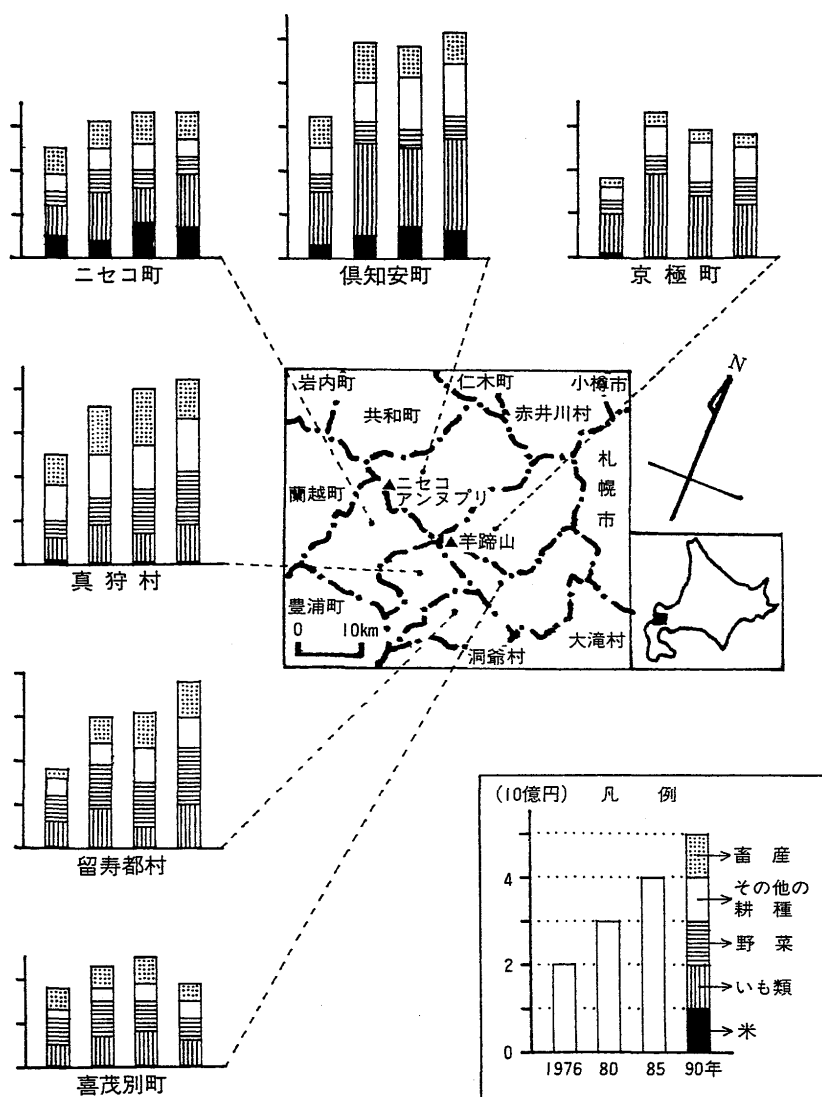 ニセコ町
倶知安町
京極町
真狩村
留寿都村
喜茂別町
岩内町
仁木町
小樽市
共和町
赤井川村
札幌市
蘭越町
▲ニセコ
アンヌプリ
▲羊蹄山
豊浦町
0 10km
洞爺村
大滝村
N
(10億円) 凡例
4
2
0
1976 80 85 90年
畜産
その他の
耕種
野菜
いも類
米